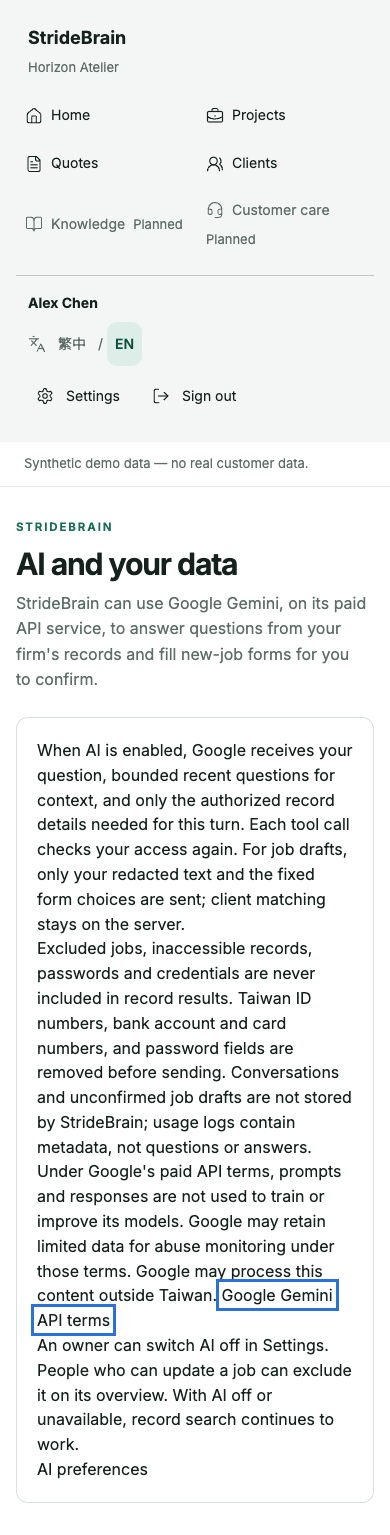 StrideBrain
Horizon Atelier
Home
Projects
Quotes
Clients
Knowledge Planned
Customer care
Planned
Alex Chen
繁中 / EN
Settings
Sign out
Synthetic demo data — no real customer data.
STRIDEBRAIN
AI and your data
StrideBrain can use Google Gemini, on its paid
API service, to answer questions from your
firm's records and fill new-job forms for you
to confirm.
When AI is enabled, Google receives your
question, bounded recent questions for
context, and only the authorized record
details needed for this turn. Each tool call
checks your access again. For job drafts,
only your redacted text and the fixed
form choices are sent; client matching
stays on the server.
Excluded jobs, inaccessible records,
passwords and credentials are never
included in record results. Taiwan ID
numbers, bank account and card
numbers, and password fields are
removed before sending. Conversations
and unconfirmed job drafts are not stored
by StrideBrain; usage logs contain
metadata, not questions or answers.
Under Google's paid API terms, prompts
and responses are not used to train or
improve its models. Google may retain
limited data for abuse monitoring under
those terms. Google may process this
content outside Taiwan. Google Gemini
API terms
An owner can switch AI off in Settings.
People who can update a job can exclude
it on its overview. With AI off or
unavailable, record search continues to
work.
AI preferences